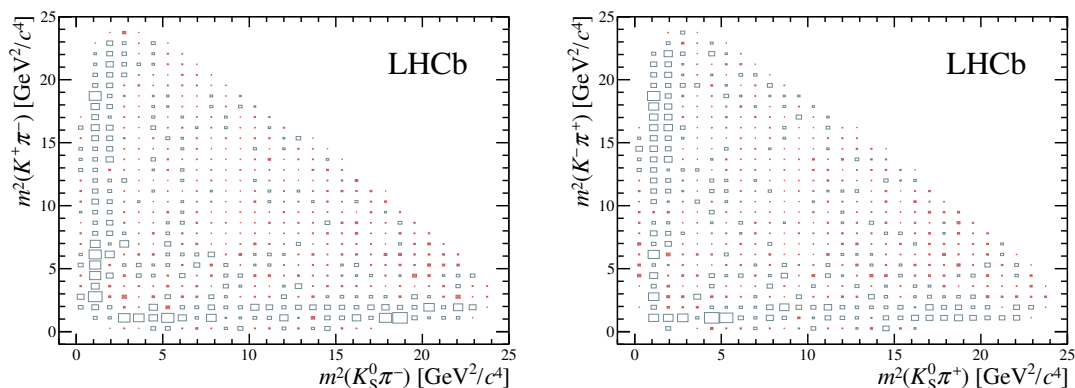 m²(K⁺π⁻) [GeV²/c⁴]
25
20
15
10
5
0
LHCb
0 5 10 15 20 25
m²(K⁰_Sπ⁻) [GeV²/c⁴]
m²(K⁻π⁺) [GeV²/c⁴]
25
20
15
10
5
0
LHCb
0 5 10 15 20 25
m²(K⁰_Sπ⁺) [GeV²/c⁴]